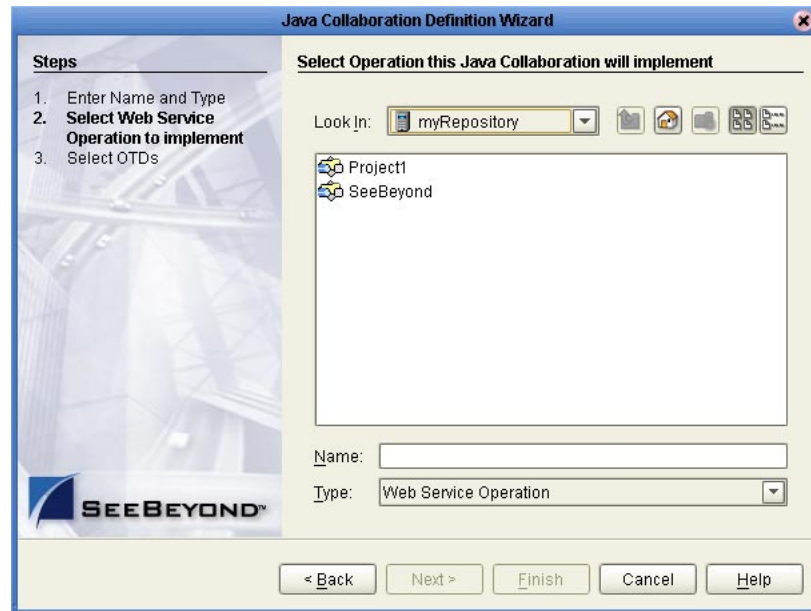 Java Collaboration Definition Wizard
Steps
1. Enter Name and Type
2. Select Web Service
Operation to implement
3. Select OTDs
SEEBEYOND™
Select Operation this Java Collaboration will implement
Look In: myRepository
Project1
SeeBeyond
Name:
Type: Web Service Operation
< Back Next > Finish Cancel Help